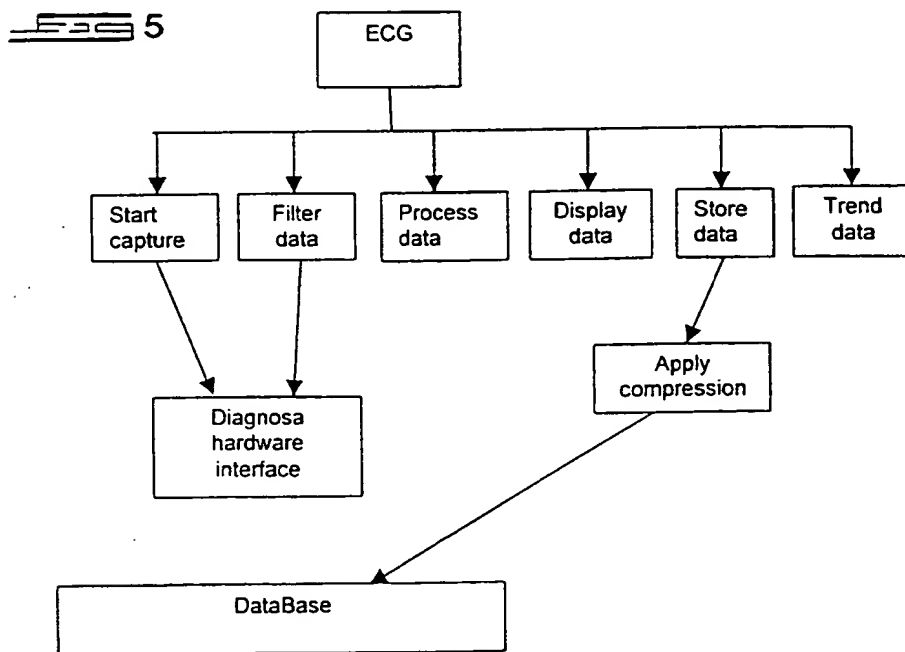 5
ECG
Start
capture
Filter
data
Process
data
Display
data
Store
data
Trend
data
Apply
compression
Diagnosa
hardware
interface
DataBase